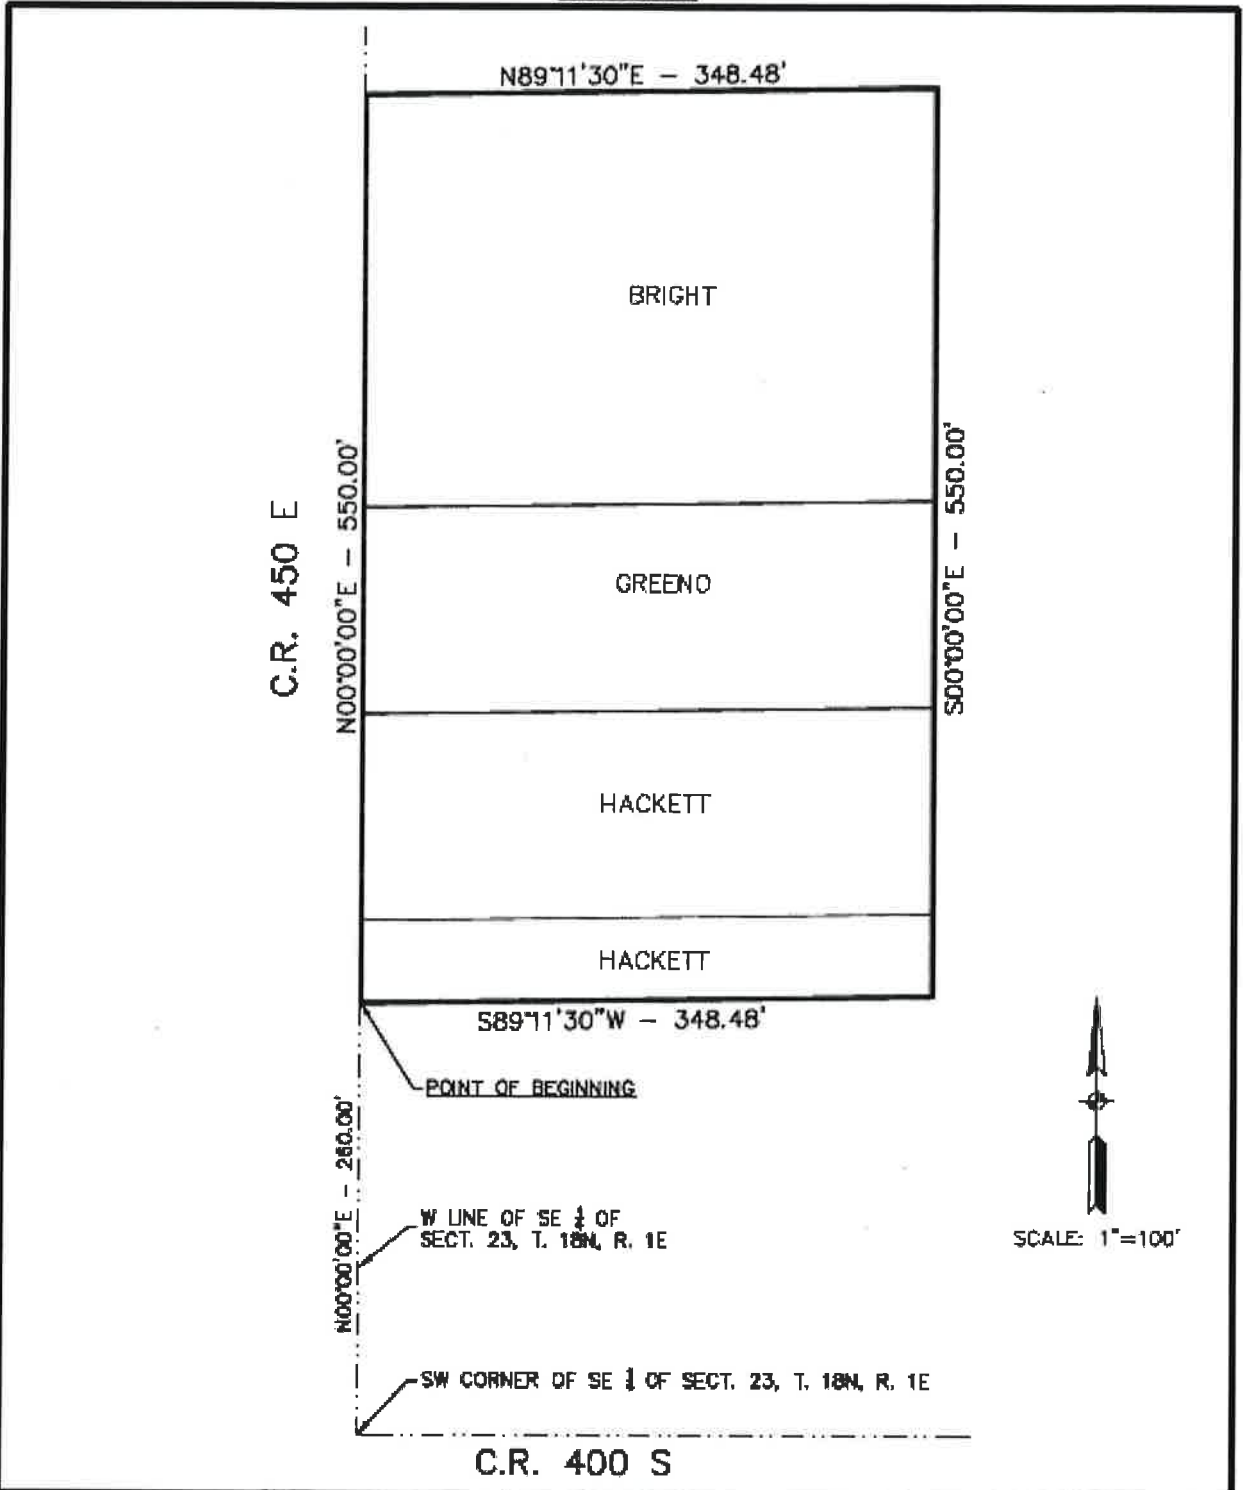 N89°11'30"E - 348.48'
BRIGHT
C.R. 450 E
N00°00'00"E - 550.00'
S00°00'00"E - 550.00'
GREENO
HACKETT
HACKETT
S89°11'30"W - 348.48'
POINT OF BEGINNING
N00°00'00"E - 260.00'
W LINE OF SE ¼ OF
SECT. 23, T. 18N, R. 1E
SCALE: 1"=100'
SW CORNER OF SE ¼ OF SECT. 23, T. 18N, R. 1E
C.R. 400 S